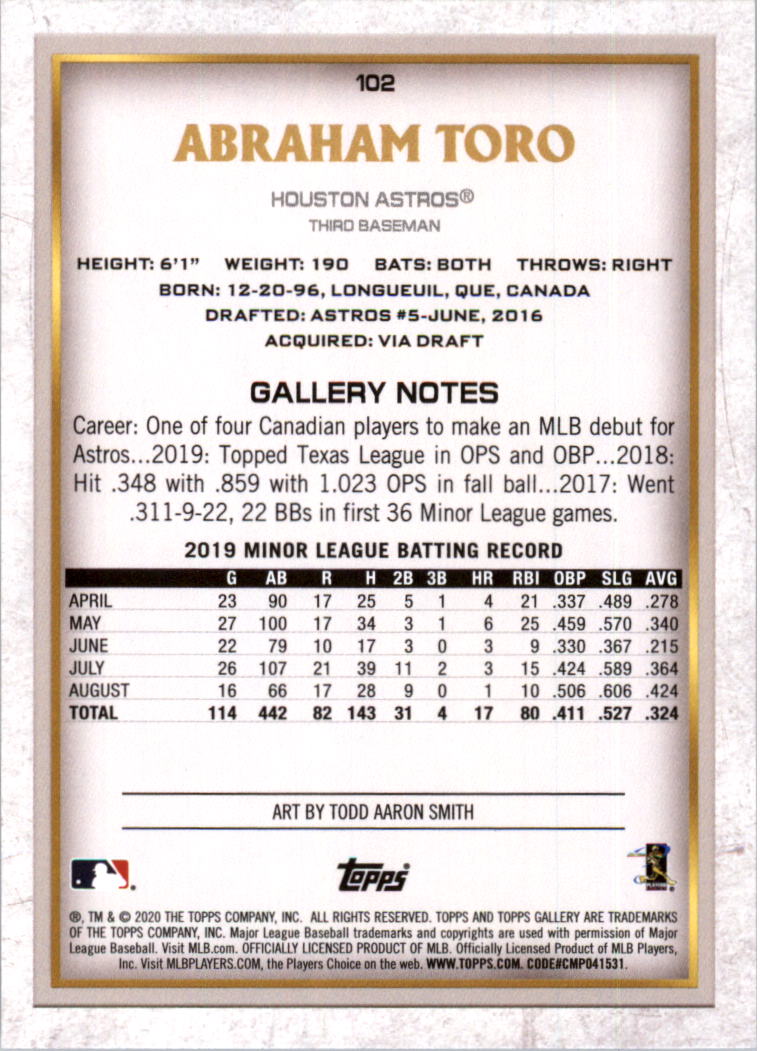 102
ABRAHAM TORO
HOUSTON ASTROS®
THIRD BASEMAN
HEIGHT: 6'1" WEIGHT: 190 BATS: BOTH THROWS: RIGHT
BORN: 12-20-96, LONGUEUIL, QUE, CANADA
DRAFTED: ASTROS #5-JUNE, 2016
ACQUIRED: VIA DRAFT
GALLERY NOTES
Career: One of four Canadian players to make an MLB debut for
Astros...2019: Topped Texas League in OPS and OBP...2018:
Hit .348 with .859 with 1.023 OPS in fall ball...2017: Went
.311-9-22, 22 BBs in first 36 Minor League games.
2019 MINOR LEAGUE BATTING RECORD
G AB R H 2B 3B HR RBI OBP SLG AVG
APRIL 23 90 17 25 5 1 4 21 .337 .489 .278
MAY 27 100 17 34 3 1 6 25 .459 .570 .340
JUNE 22 79 10 17 3 0 3 9 .330 .367 .215
JULY 26 107 21 39 11 2 3 15 .424 .589 .364
AUGUST 16 66 17 28 9 0 1 10 .506 .606 .424
TOTAL 114 442 82 143 31 4 17 80 .411 .527 .324
ART BY TODD AARON SMITH
Topps®
®, TM & © 2020 THE TOPPS COMPANY, INC. ALL RIGHTS RESERVED. TOPPS AND TOPPS GALLERY ARE TRADEMARKS
OF THE TOPPS COMPANY, INC. Major League Baseball trademarks and copyrights are used with permission of Major
League Baseball. Visit MLB.com. OFFICIALLY LICENSED PRODUCT OF MLB. Officially Licensed Product of MLB Players,
Inc. Visit MLBPLAYERS.COM, the Players Choice on the web. WWW.TOPPS.COM. CODE#CMP041531.